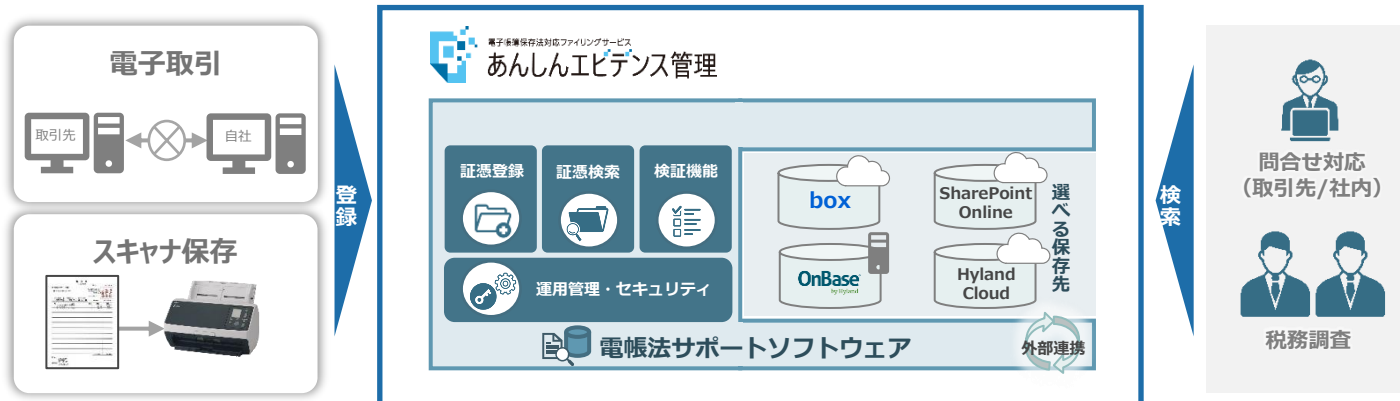 電子取引
取引先
自社
スキャナ保存
登録
電子帳簿保存法対応ファイリングサービス
あんしんエビデンス管理
証憑登録
証憑検索
検証機能
運用管理・セキュリティ
box
SharePoint
Online
OnBase
by Hyland
Hyland
Cloud
選べる保存先
電帳法サポートソフトウェア
外部連携
検索
問合せ対応
（取引先/社内）
税務調査